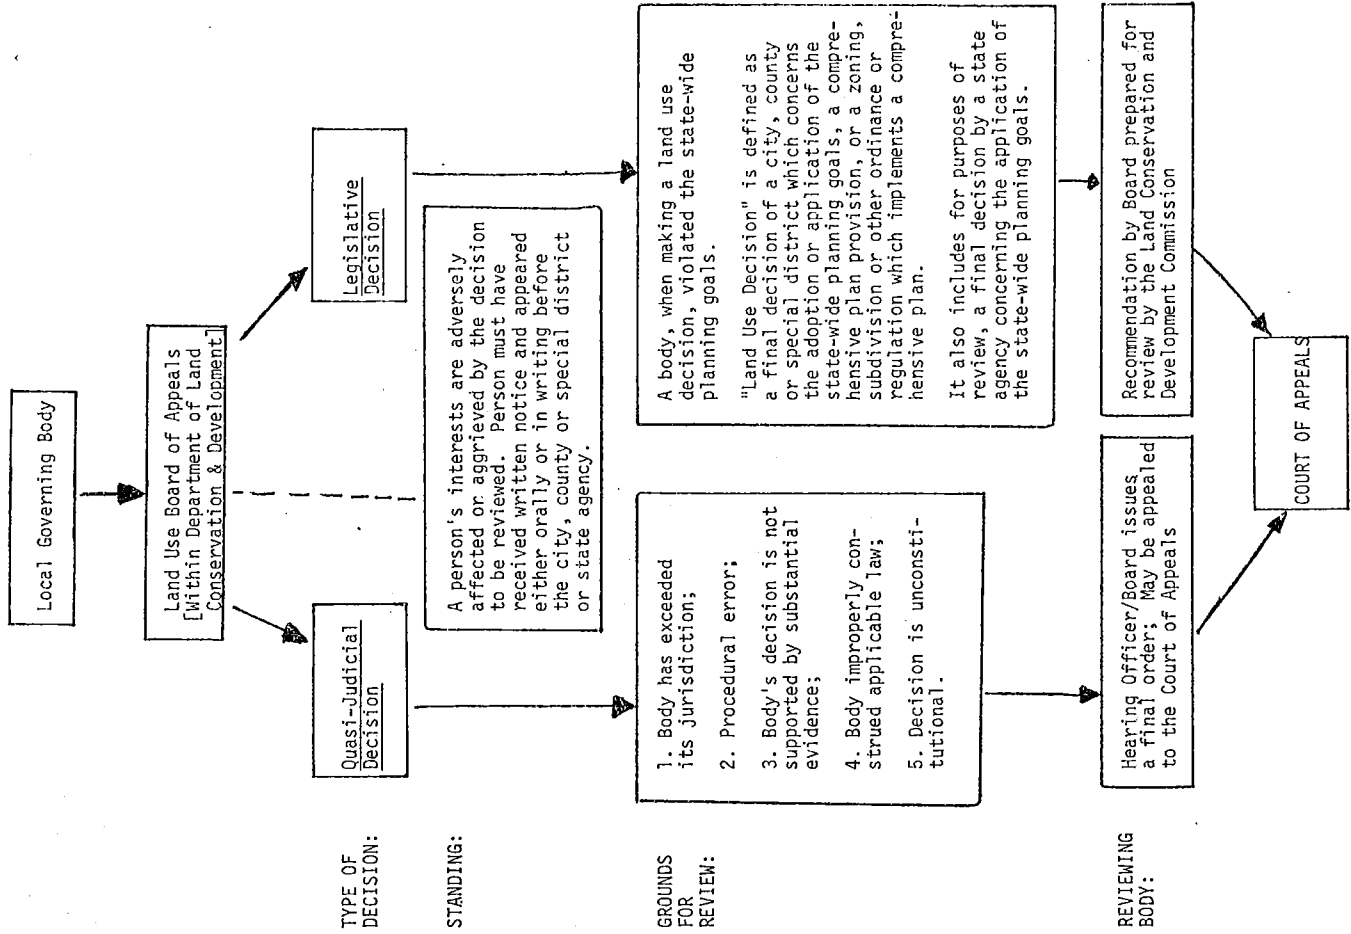 Local Governing Body
Land Use Board of Appeals
[Within Department of Land
Conservation & Development]
TYPE OF
DECISION:
Quasi-Judicial
Decision
Legislative
Decision
STANDING:
A person's interests are adversely
affected or aggrieved by the decision
to be reviewed. Person must have
received written notice and appeared
either orally or in writing before
the city, county or special district
or state agency.
GROUNDS
FOR
REVIEW:
1. Body has exceeded
its jurisdiction;
2. Procedural error;
3. Body's decision is not
supported by substantial
evidence;
4. Body improperly con-
strued applicable law;
5. Decision is unconsti-
tutional.
A body, when making a land use
decision, violated the state-wide
planning goals.
"Land Use Decision" is defined as
a final decision of a city, county
or special district which concerns
the adoption or application of the
state-wide planning goals, a compre-
hensive plan provision, or a zoning,
subdivision or other ordinance or
regulation which implements a compre-
hensive plan.
It also includes for purposes of
review, a final decision by a state
agency concerning the application of
the state-wide planning goals.
REVIEWING
BODY:
Hearing Officer/Board issues
a final order; May be appealed
to the Court of Appeals
Recommendation by Board prepared for
review by the Land Conservation and
Development Commission
COURT OF APPEALS